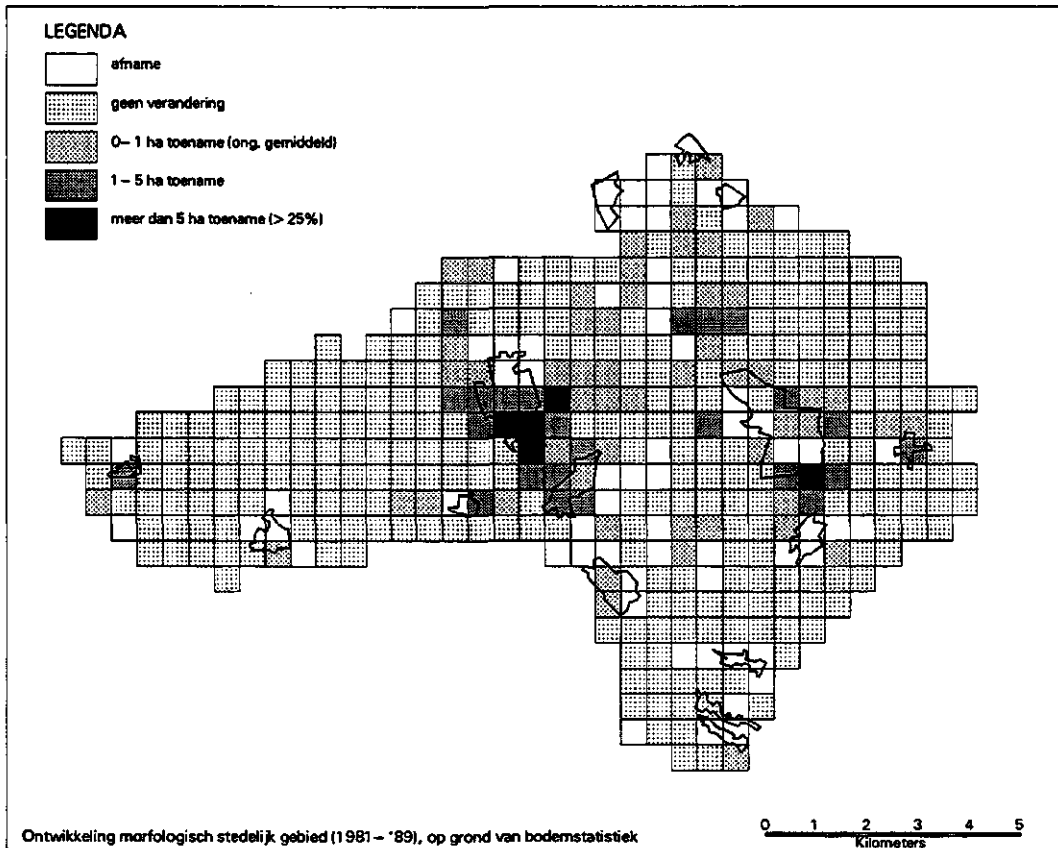 LEGENDA
afname
geen verandering
0– 1 ha toename (ong. gemiddeld)
1 – 5 ha toename
meer dan 5 ha toename (> 25%)
Ontwikkeling morfologisch stedelijk gebied (1981 – '89), op grond van bodemstatistiek
0 1 2 3 4 5
Kilometers